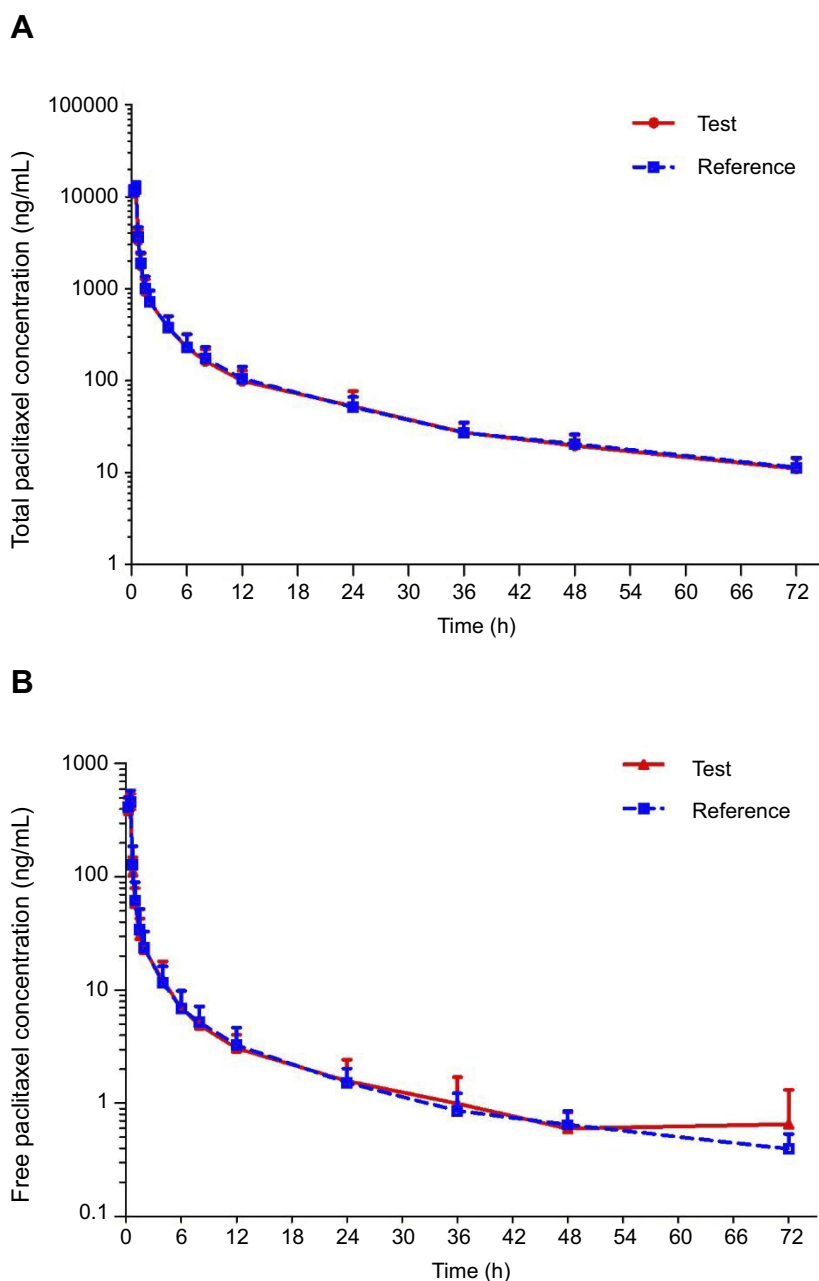 A
Total paclitaxel concentration (ng/mL)
100000
10000
1000
100
10
1
Test
Reference
0 6 12 18 24 30 36 42 48 54 60 66 72
Time (h)
B
Free paclitaxel concentration (ng/mL)
1000
100
10
1
0.1
Test
Reference
0 6 12 18 24 30 36 42 48 54 60 66 72
Time (h)